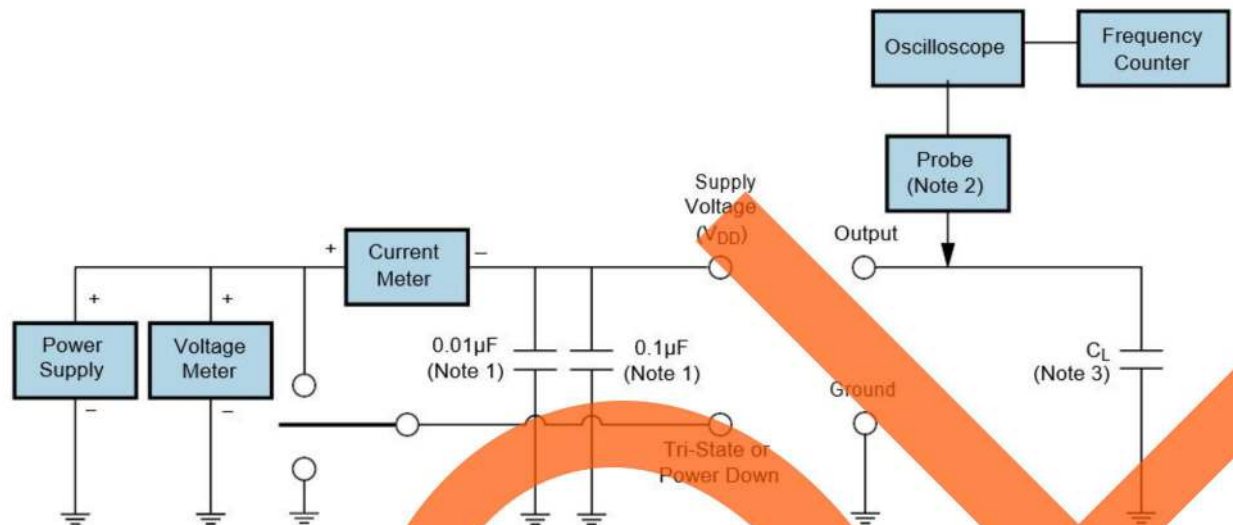 Oscilloscope
Frequency
Counter
Probe
(Note 2)
Supply
Voltage
(VDD)
Output
+
Current
Meter
–
+
+
Power
Supply
Voltage
Meter
–
–
0.01µF
(Note 1)
0.1µF
(Note 1)
CL
(Note 3)
Ground
Tri-State or
Power Down